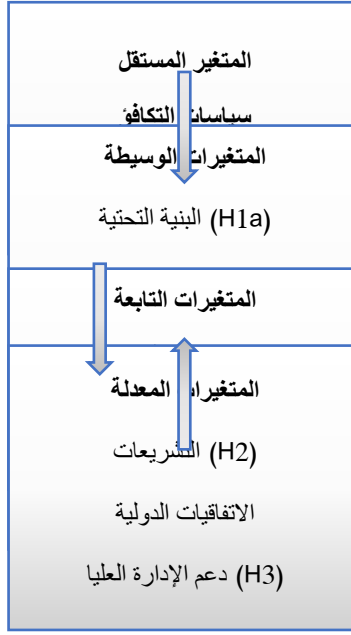 المتغير المستقل
سياسات التكافؤ
المتغيرات الوسيطة
(H1a) البنية التحتية
المتغيرات التابعة
المتغيرات المعدلة
(H2) التشريعات
الاتفاقيات الدولية
(H3) دعم الإدارة العليا